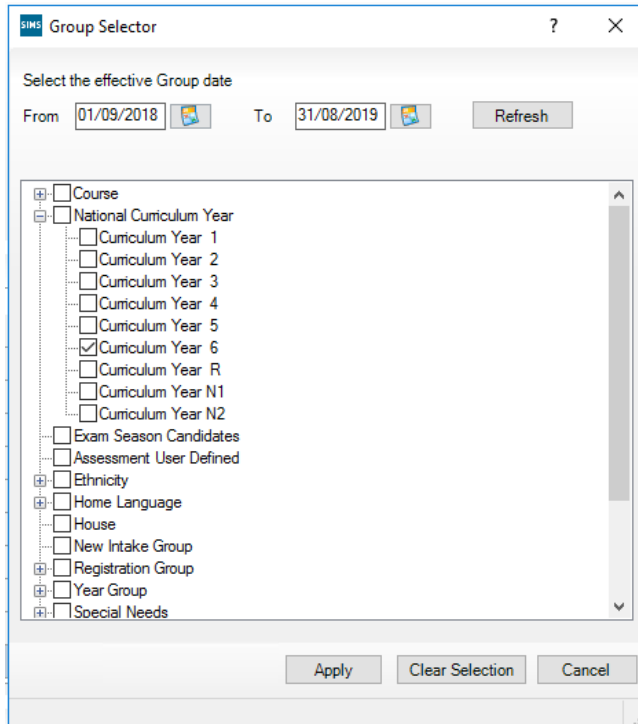 SIMS Group Selector ? X
Select the effective Group date
From 01/09/2018 To 31/08/2019 Refresh
Course
National Curriculum Year
Curriculum Year 1
Curriculum Year 2
Curriculum Year 3
Curriculum Year 4
Curriculum Year 5
Curriculum Year 6
Curriculum Year R
Curriculum Year N1
Curriculum Year N2
Exam Season Candidates
Assessment User Defined
Ethnicity
Home Language
House
New Intake Group
Registration Group
Year Group
Special Needs
Apply Clear Selection Cancel